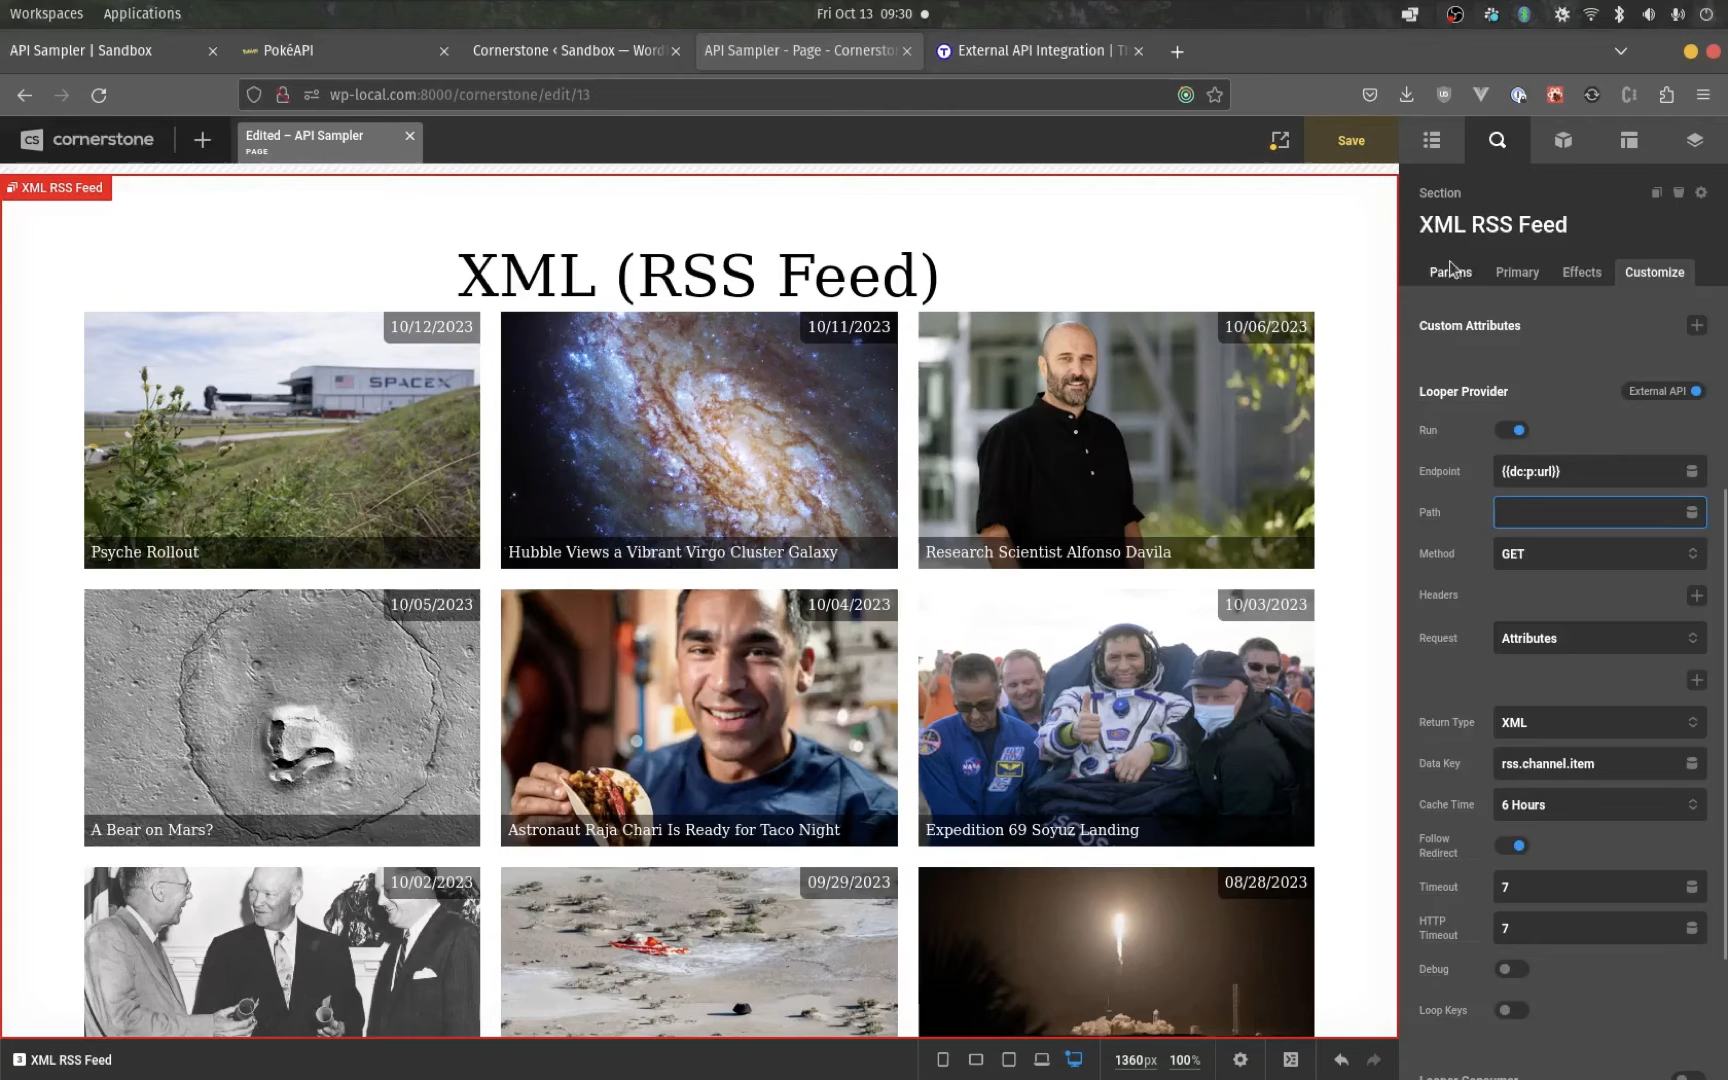 Workspaces Applications Fri Oct 13 09:30
API Sampler | Sandbox PokéAPI Cornerstone ‹ Sandbox — Word API Sampler - Page - Cornersto External API Integration | T
wp-local.com:8000/cornerstone/edit/13
cs cornerstone
Edited – API Sampler
PAGE
Save
XML RSS Feed
XML (RSS Feed)
10/12/2023
SPACEX
Psyche Rollout
10/11/2023
Hubble Views a Vibrant Virgo Cluster Galaxy
10/06/2023
Research Scientist Alfonso Davila
10/05/2023
A Bear on Mars?
10/04/2023
Astronaut Raja Chari Is Ready for Taco Night
10/03/2023
Expedition 69 Soyuz Landing
10/02/2023
09/29/2023
08/28/2023
Section
XML RSS Feed
Params Primary Effects Customize
Custom Attributes
Looper Provider External API
Run
Endpoint {{dc:p:url}}
Path
Method GET
Headers
Request Attributes
Return Type XML
Data Key rss.channel.item
Cache Time 6 Hours
Follow
Redirect
Timeout 7
HTTP
Timeout
7
Debug
Loop Keys
Looper Consumer
3 XML RSS Feed 1360px 100%